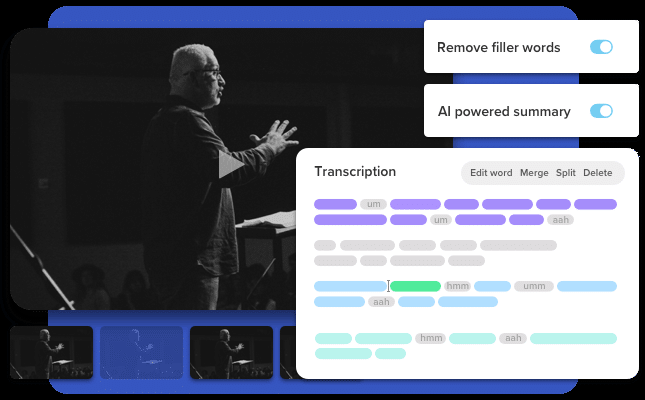 Remove filler words
AI powered summary
Transcription
Edit word Merge Split Delete
um
um aah
hmm umm
aah
hmm aah